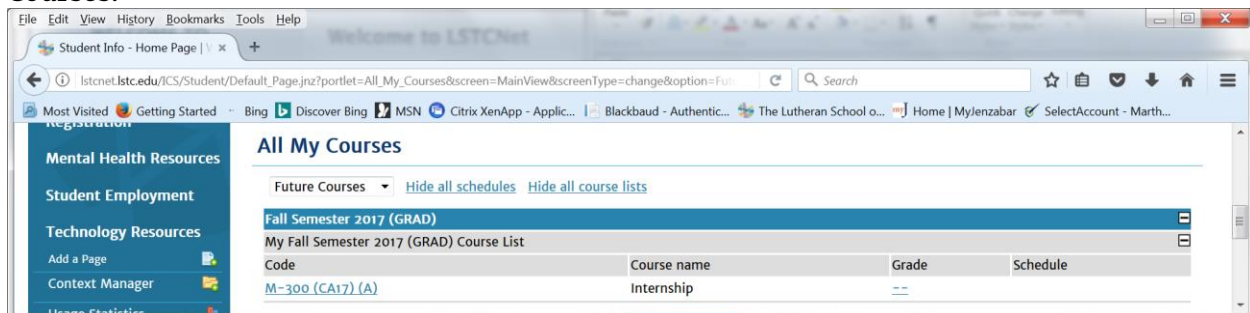 File Edit View History Bookmarks Tools Help
Welcome to LSTCNet
Student Info - Home Page | × +
lstcnet.lstc.edu/ICS/Student/Default_Page.jnz?portlet=All_My_Courses&screen=MainView&screenType=change&option=Fut Search
Most Visited Getting Started Bing Discover Bing MSN Citrix XenApp - Applic... Blackbaud - Authentic... The Lutheran School o... Home | MyJenzabar SelectAccount - Marth...
Registration
All My Courses
Mental Health Resources
Future Courses Hide all schedules Hide all course lists
Student Employment
Fall Semester 2017 (GRAD)
Technology Resources
My Fall Semester 2017 (GRAD) Course List
Add a Page
Code Course name Grade Schedule
Context Manager
M-300 (CA17) (A) Internship --
Usage Statistics